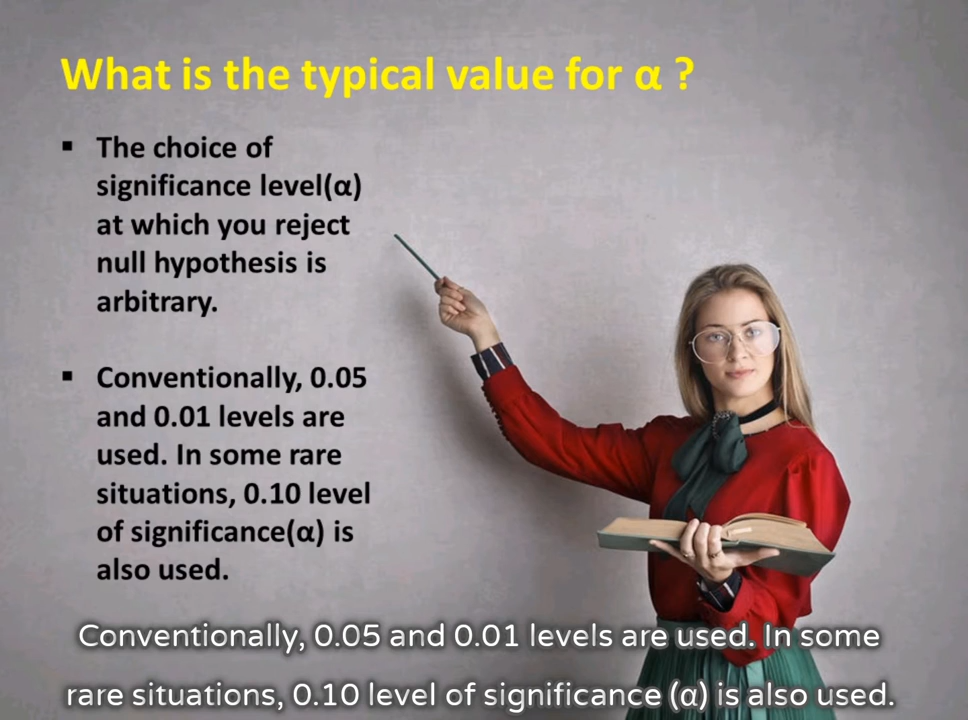 What is the typical value for α ?
▪ The choice of
significance level(α)
at which you reject
null hypothesis is
arbitrary.
▪ Conventionally, 0.05
and 0.01 levels are
used. In some rare
situations, 0.10 level
of significance(α) is
also used.
Conventionally, 0.05 and 0.01 levels are used. In some
rare situations, 0.10 level of significance (α) is also used.